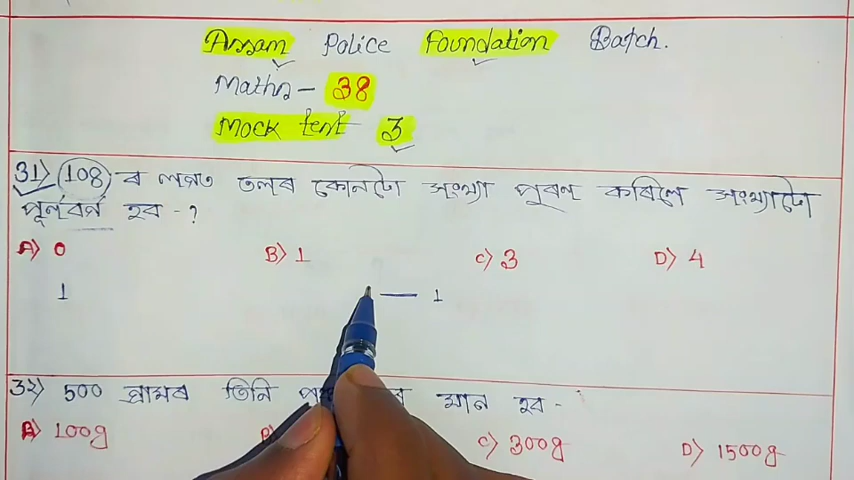 Assam Police Foundation Batch.
Maths - 38
Mock test 3
31) 108 ৰ লগত তলৰ কোনটো সংখ্যা পুৰণ কৰিলে সংখ্যাটো
পূৰ্ণবৰ্গ হব - ?
A) 0 B) 1 C) 3 D) 4
1 — 1
32) 500 গ্ৰামৰ তিনি মান হব -
A) 100g C) 300g D) 1500g